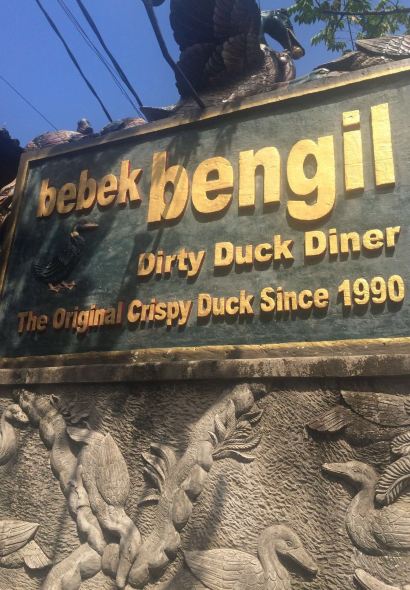 bebek bengil
Dirty Duck Diner
The Original Crispy Duck Since 1990